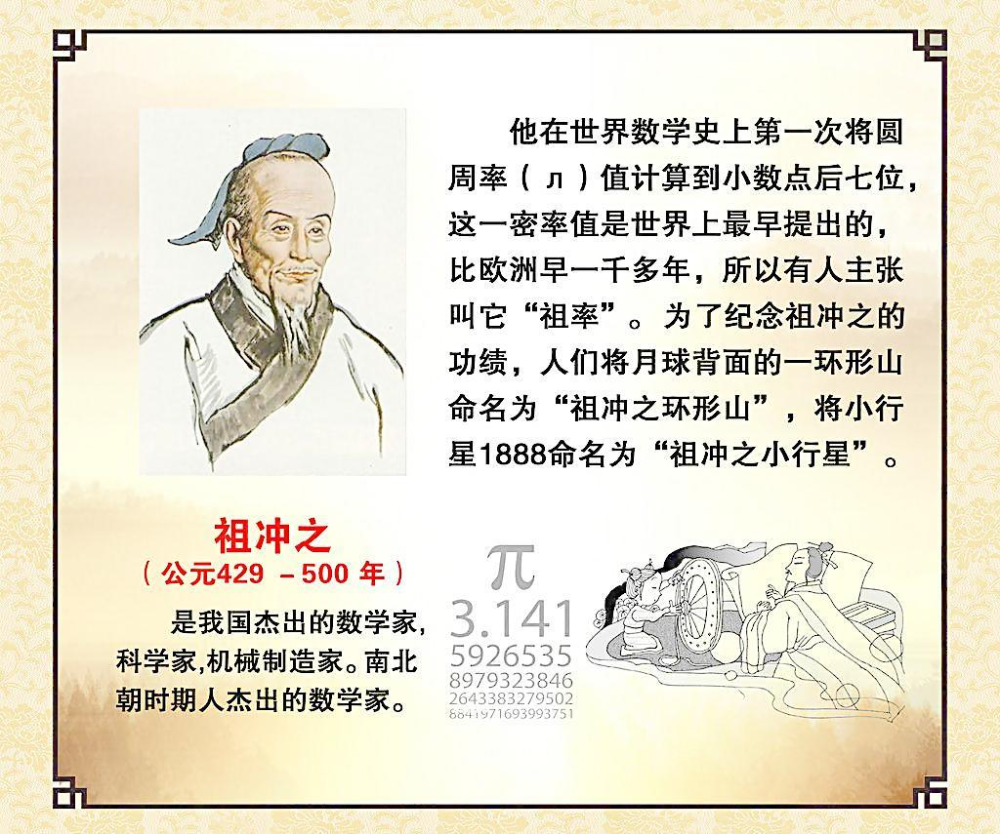 他在世界数学史上第一次将圆
周率（л）值计算到小数点后七位，
这一密率值是世界上最早提出的，
比欧洲早一千多年，所以有人主张
叫它“祖率”。为了纪念祖冲之的
功绩，人们将月球背面的一环形山
命名为“祖冲之环形山”，将小行
星1888命名为“祖冲之小行星”。
祖冲之
（公元429 －500 年）
是我国杰出的数学家,
科学家,机械制造家。南北
朝时期人杰出的数学家。
π
3.141
5926535
8979323846
2643383279502
8841971693993751